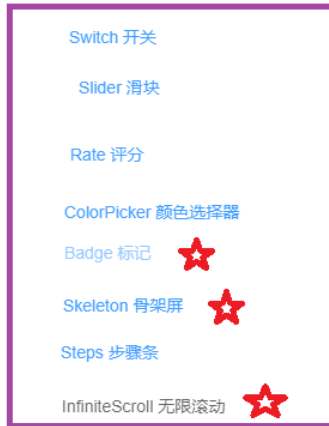 Switch 开关
Slider 滑块
Rate 评分
ColorPicker 颜色选择器
Badge 标记
Skeleton 骨架屏
Steps 步骤条
InfiniteScroll 无限滚动